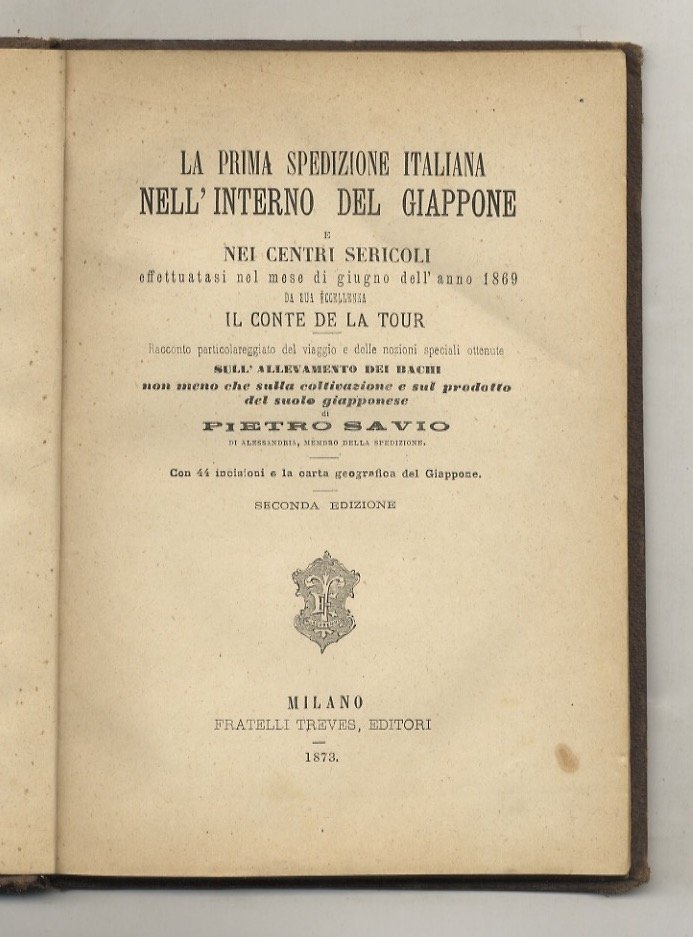 LA PRIMA SPEDIZIONE ITALIANA
NELL'INTERNO DEL GIAPPONE
E
NEI CENTRI SERICOLI
effettuatasi nel mese di giugno dell'anno 1869
DA SUA ECCELLENZA
IL CONTE DE LA TOUR
Racconto particolareggiato del viaggio e delle nozioni speciali ottenute
SULL'ALLEVAMENTO DEI BACHI
non meno che sulla coltivazione e sul prodotto
del suolo giapponese
di
PIETRO SAVIO
DI ALESSANDRIA, MEMBRO DELLA SPEDIZIONE.
Con 44 incisioni e la carta geografica del Giappone.
SECONDA EDIZIONE
MILANO
FRATELLI TREVES, EDITORI
1873.